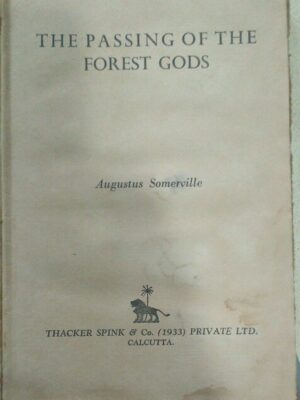 THE PASSING OF THE
FOREST GODS
Augustus Somerville
THACKER SPINK & Co. (1933) PRIVATE LTD.
CALCUTTA.